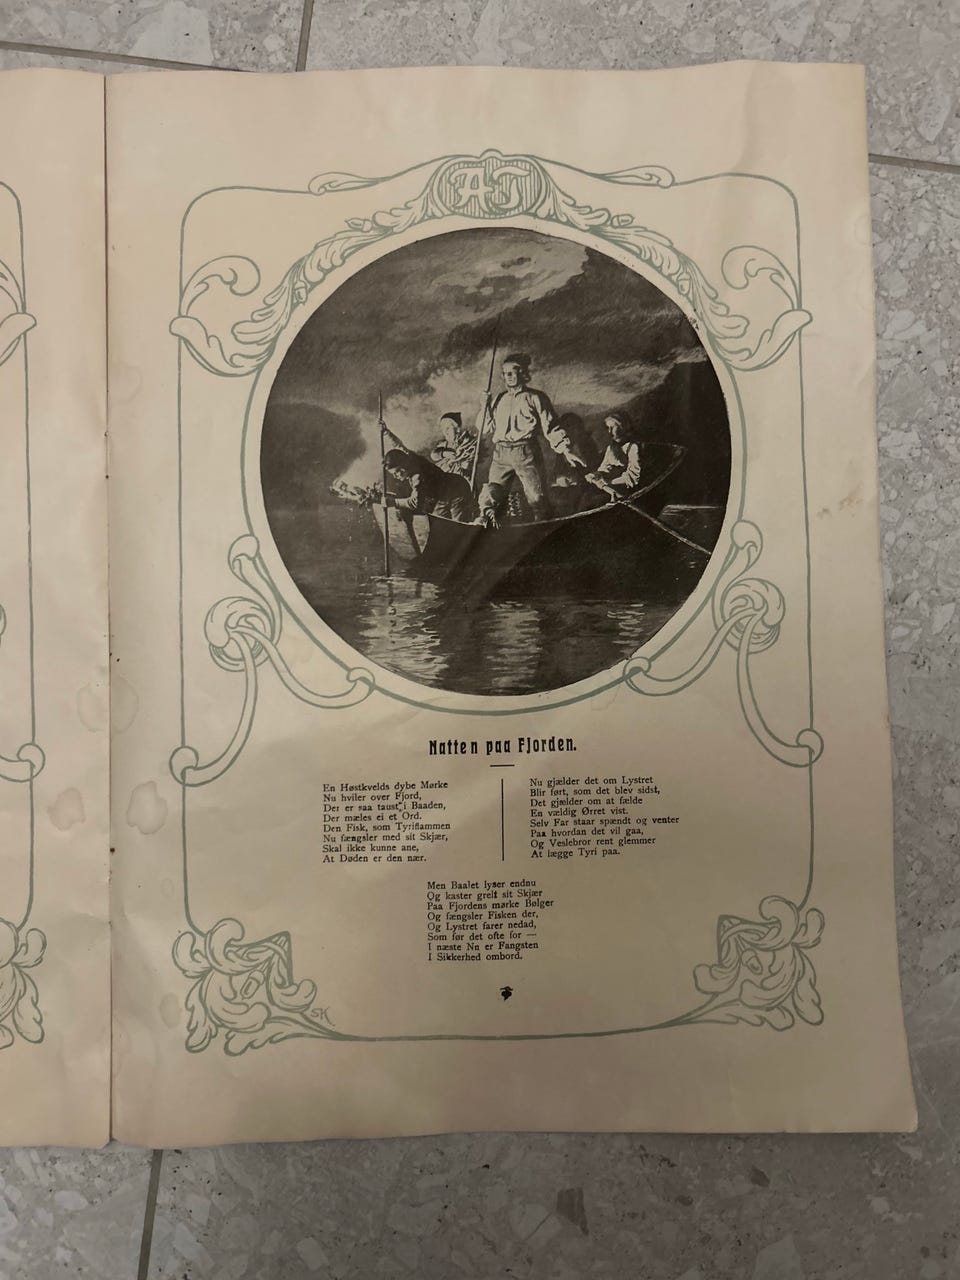 AT
Natten paa Fjorden.
En Høstkvelds dybe Mørke
Nu hviler over Fjord,
Der er saa taust i Baaden,
Der mæles ei et Ord.
Den Fisk, som Tyriflammen
Nu fængsler med sit Skjær,
Skal ikke kunne ane,
At Døden er den nær.
Nu gjælder det om Lystret
Blir ført, som det blev sidst,
Det gjælder om at fælde
En vældig Ørret vist.
Selv Far staar spændt og venter
Paa hvordan det vil gaa,
Og Veslebror rent glemmer
At lægge Tyri paa.
Men Baalet lyser endnu
Og kaster grelt sit Skjær
Paa Fjordens mørke Bølger
Og fængsler Fisken der,
Og Lystret farer nedad,
Som før det ofte for —
I næste Nn er Fangsten
I Sikkerhed ombord.
SK